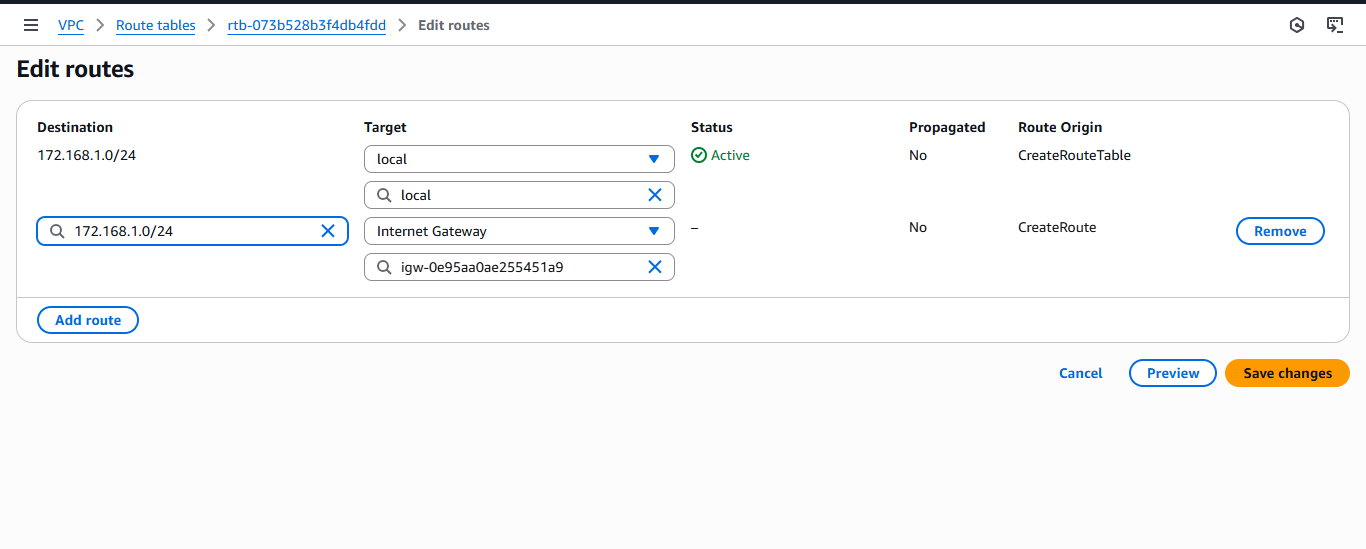 VPC > Route tables > rtb-073b528b3f4db4fdd > Edit routes
Edit routes
Destination Target Status Propagated Route Origin
172.168.1.0/24 local Active No CreateRouteTable
local
172.168.1.0/24 Internet Gateway – No CreateRoute Remove
igw-0e95aa0ae255451a9
Add route
Cancel Preview Save changes